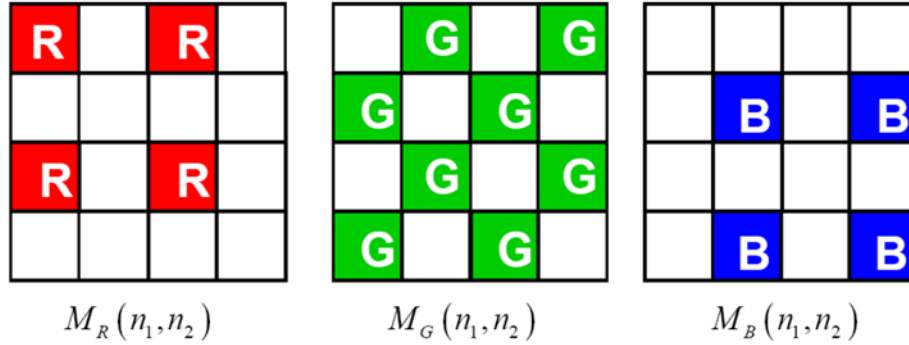 R R G G
G G B B
R R G G
G G B B
M_R(n_1,n_2) M_G(n_1,n_2) M_B(n_1,n_2)